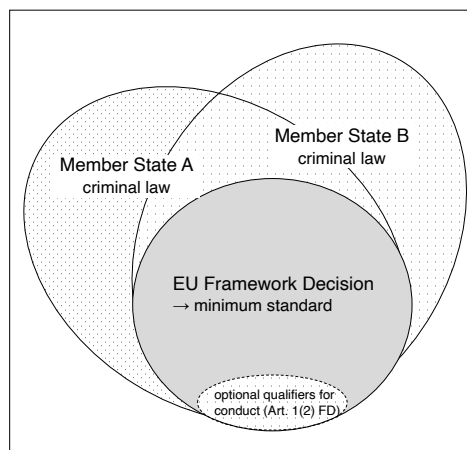 Member State B
criminal law
Member State A
criminal law
EU Framework Decision
→ minimum standard
optional qualifiers for
conduct (Art. 1(2) FD)